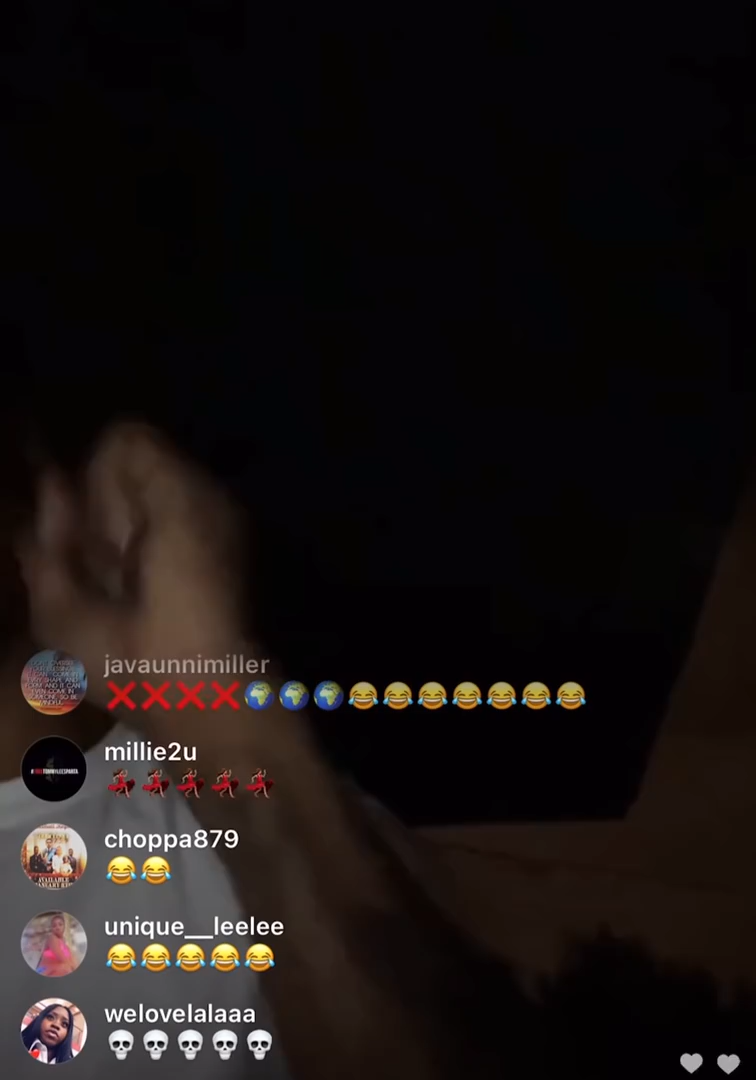 javaunnimiller
❌❌❌❌🌍🌍🌍😂😂😂😂😂😂😂
millie2u
💃🏾💃🏾💃🏾💃🏾💃🏾
choppa879
😂😂
unique__leelee
😂😂😂😂😂
welovelalaaa
💀💀💀💀💀